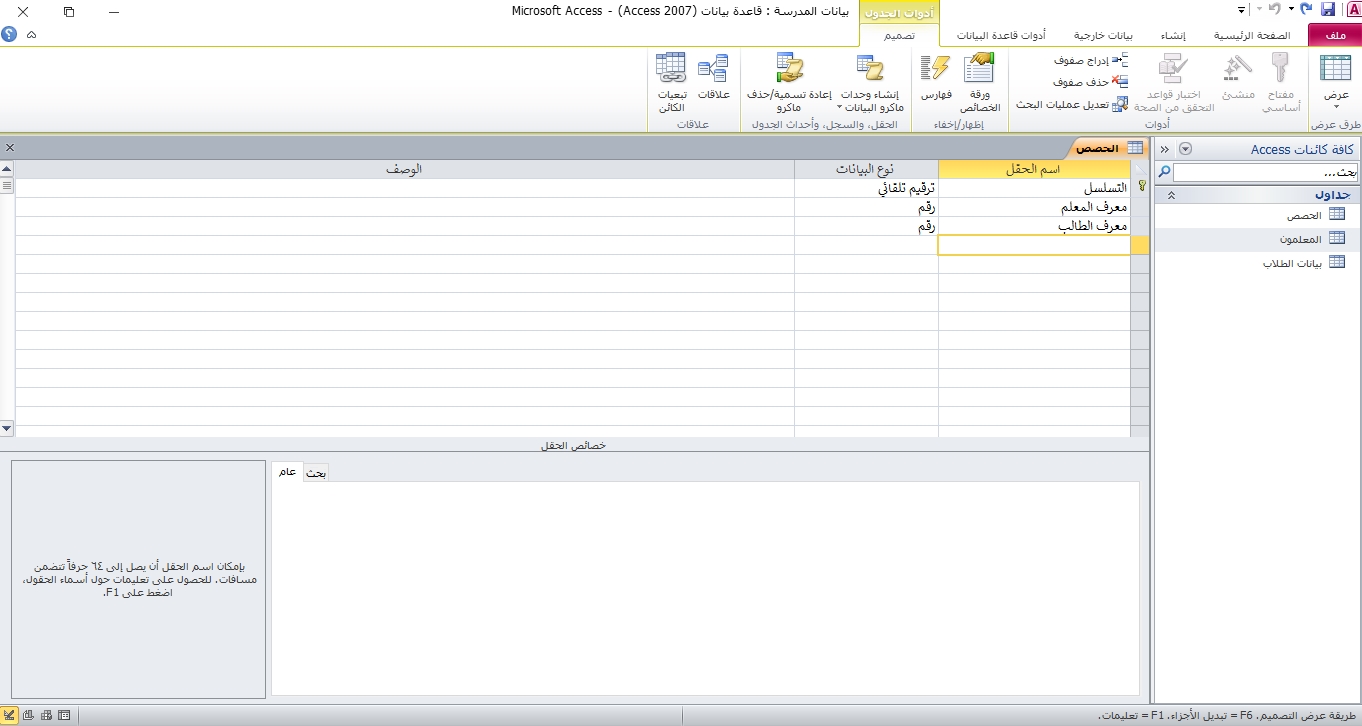 بيانات المدرسة : قاعدة بيانات (Access 2007) - Microsoft Access
أدوات الجدول
ملف
الصفحة الرئيسية
إنشاء
بيانات خارجية
أدوات قاعدة البيانات
تصميم
عرض
طرق عرض
مفتاح أساسي
منشئ
اختبار قواعد التحقق من الصحة
إدراج صفوف
حذف صفوف
تعديل عمليات البحث
أدوات
ورقة الخصائص
فهارس
إظهار/إخفاء
إنشاء وحدات ماكرو البيانات
إعادة تسمية/حذف ماكرو
الحقل، والسجل، وأحداث الجدول
علاقات
تبعيات الكائن
علاقات
كافة كائنات Access
بحث...
جداول
الحصص
المعلمون
بيانات الطلاب
الحصص
اسم الحقل
نوع البيانات
الوصف
التسلسل
ترقيم تلقائي
معرف المعلم
رقم
معرف الطالب
رقم
خصائص الحقل
بحث
عام
بإمكان اسم الحقل أن يصل إلى ٦٤ حرفاً تتضمن
مسافات. للحصول على تعليمات حول أسماء الحقول،
اضغط على F1.
طريقة عرض التصميم. F6 = تبديل الأجزاء. F1 = تعليمات.